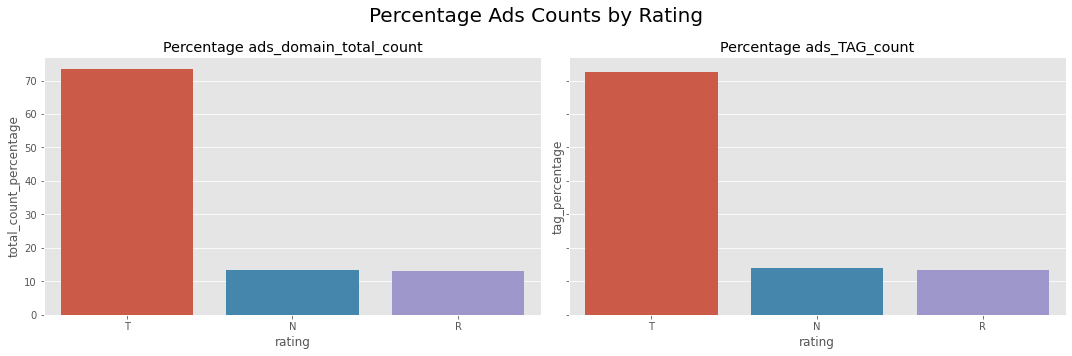 Percentage Ads Counts by Rating
Percentage ads_domain_total_count
total_count_percentage
70
60
50
40
30
20
10
0
T
N
R
rating
Percentage ads_TAG_count
tag_percentage
T
N
R
rating